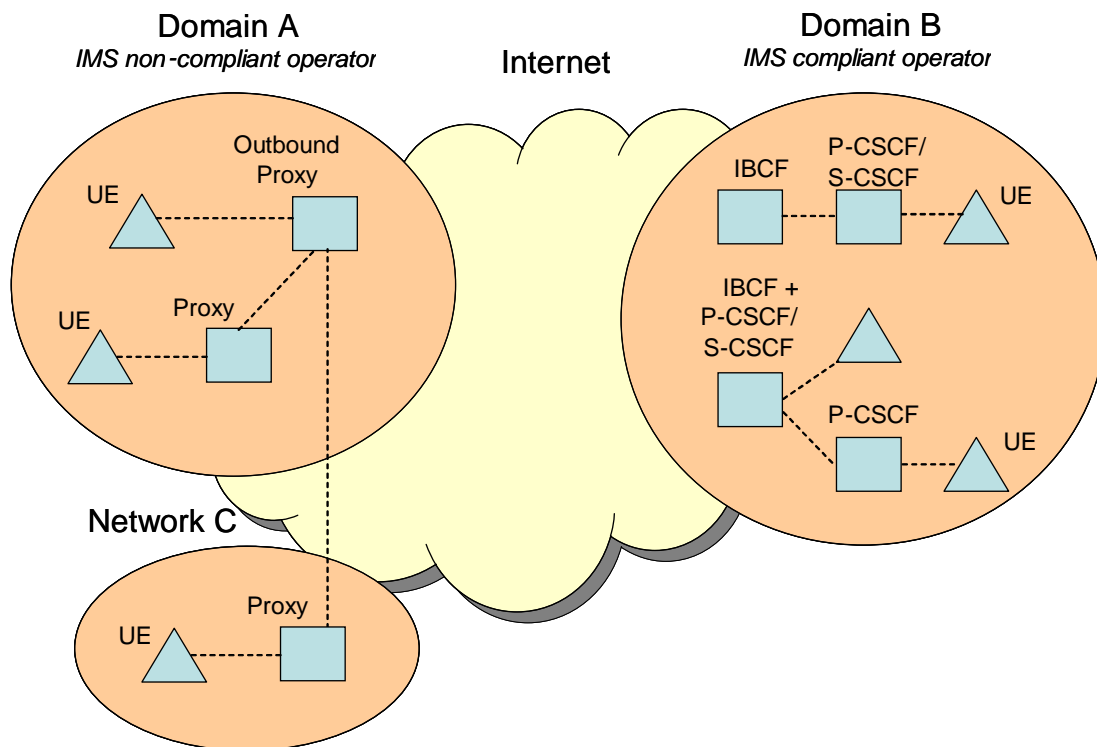 Domain A
IMS non-compliant operator
Internet
Domain B
IMS compliant operator
Outbound
Proxy
UE
Proxy
UE
IBCF
P-CSCF/
S-CSCF
UE
IBCF +
P-CSCF/
S-CSCF
P-CSCF
UE
Network C
Proxy
UE